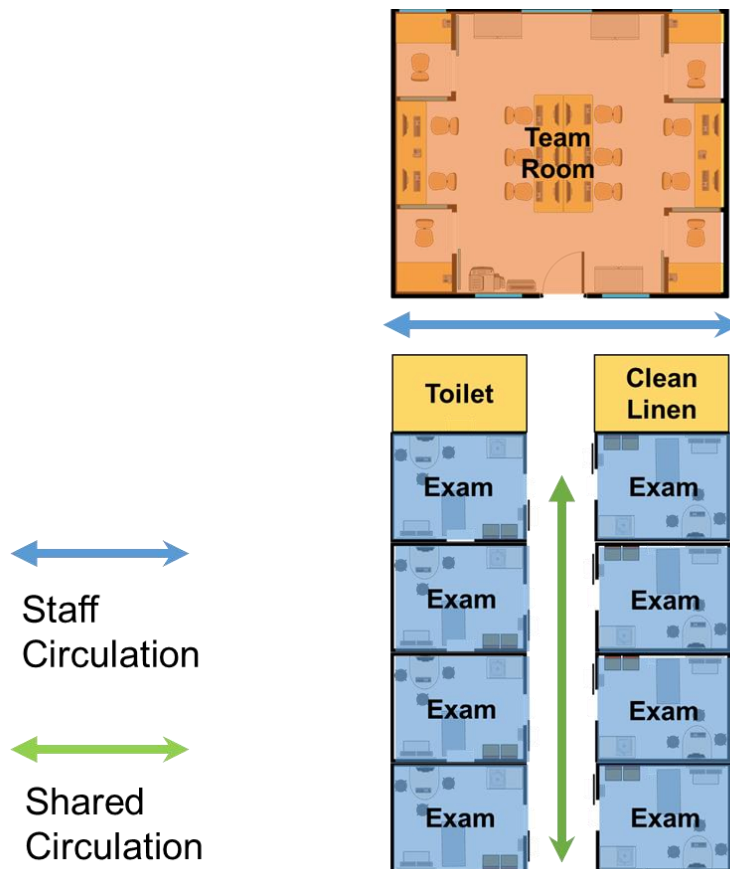 Team
Room
Toilet
Clean
Linen
Exam
Exam
Exam
Exam
Exam
Exam
Exam
Exam
Staff
Circulation
Shared
Circulation